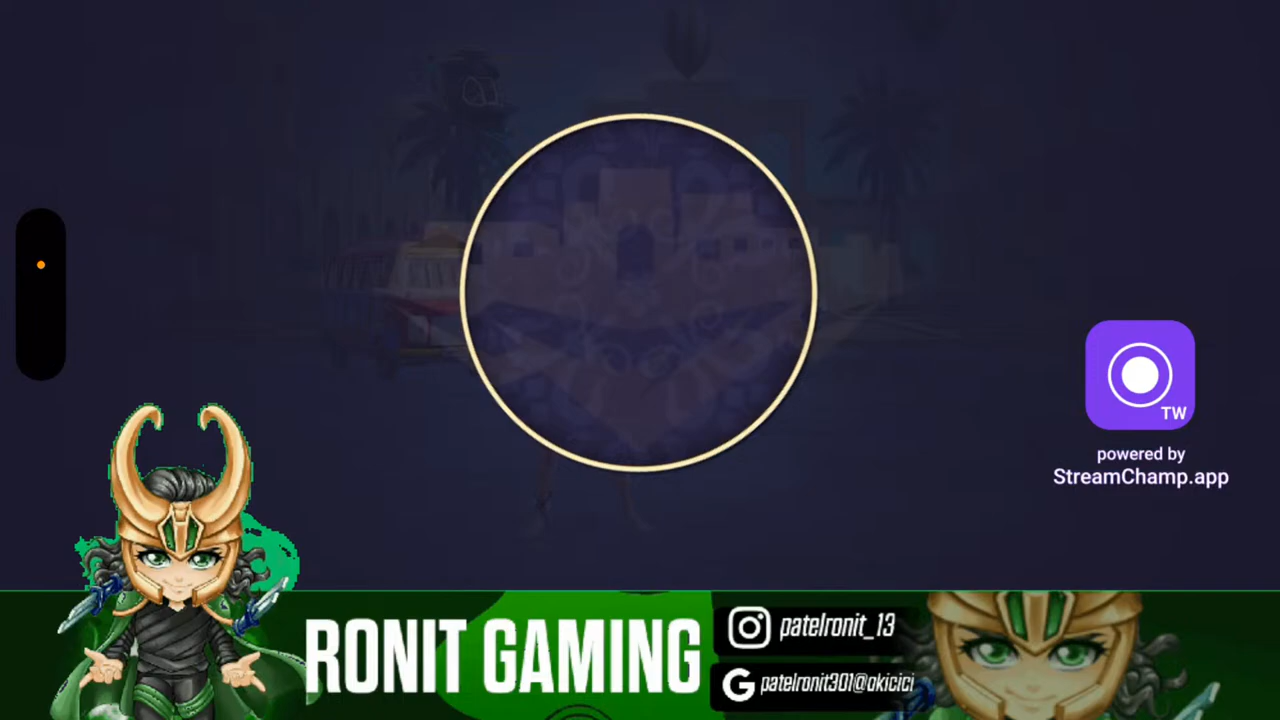 TW
powered by
StreamChamp.app
RONIT GAMING
patelronit_13
patelronit301@okicici